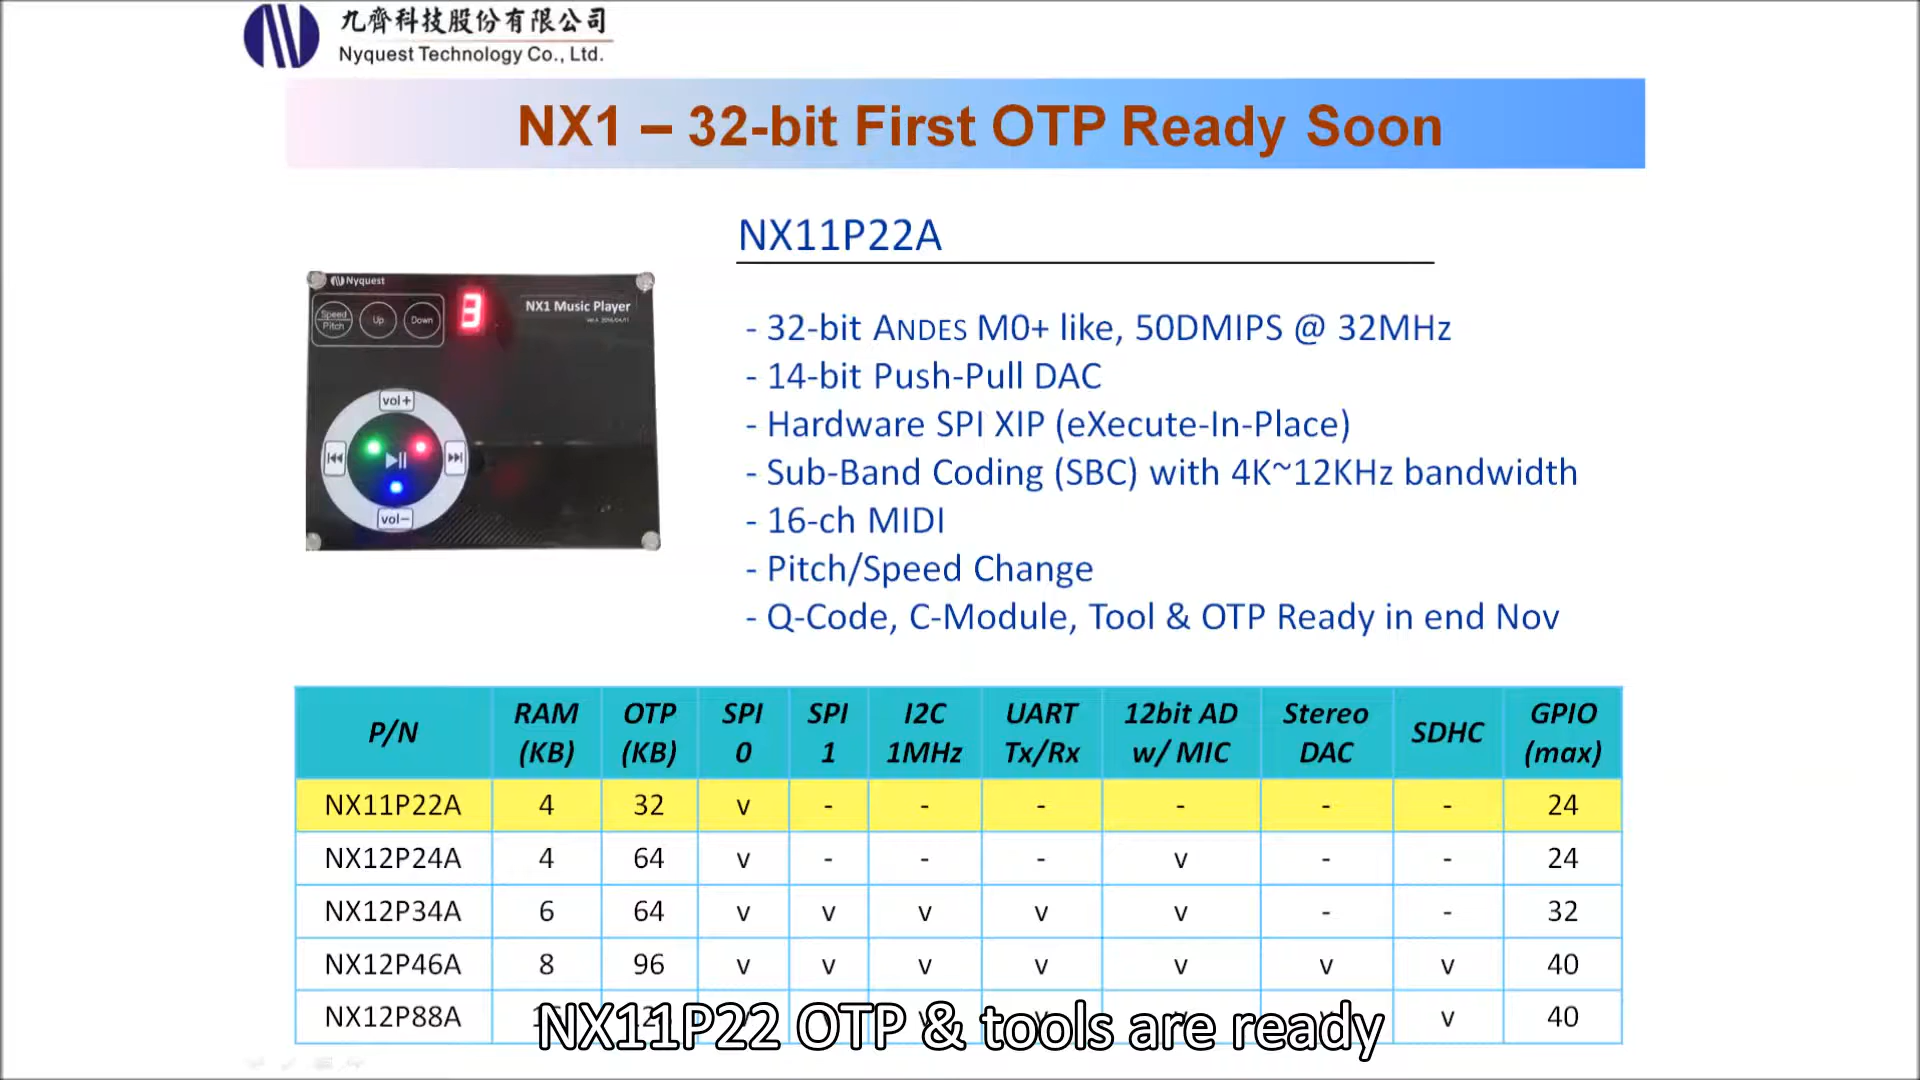 九齊科技股份有限公司
Nyquest Technology Co., Ltd.
NX1 – 32-bit First OTP Ready Soon
Nyquest
Speed
Pitch
Up
Down
3
NX1 Music Player
vol+
vol−
NX11P22A
- 32-bit ANDES M0+ like, 50DMIPS @ 32MHz
- 14-bit Push-Pull DAC
- Hardware SPI XIP (eXecute-In-Place)
- Sub-Band Coding (SBC) with 4K~12KHz bandwidth
- 16-ch MIDI
- Pitch/Speed Change
- Q-Code, C-Module, Tool & OTP Ready in end Nov
P/N RAM (KB) OTP (KB) SPI 0 SPI 1 I2C 1MHz UART Tx/Rx 12bit AD w/ MIC Stereo DAC SDHC GPIO (max)
NX11P22A 4 32 v - - - - - - 24
NX12P24A 4 64 v - - - v - - 24
NX12P34A 6 64 v v v v v - - 32
NX12P46A 8 96 v v v v v v v 40
NX12P88A v 40
NX11P22 OTP & tools are ready